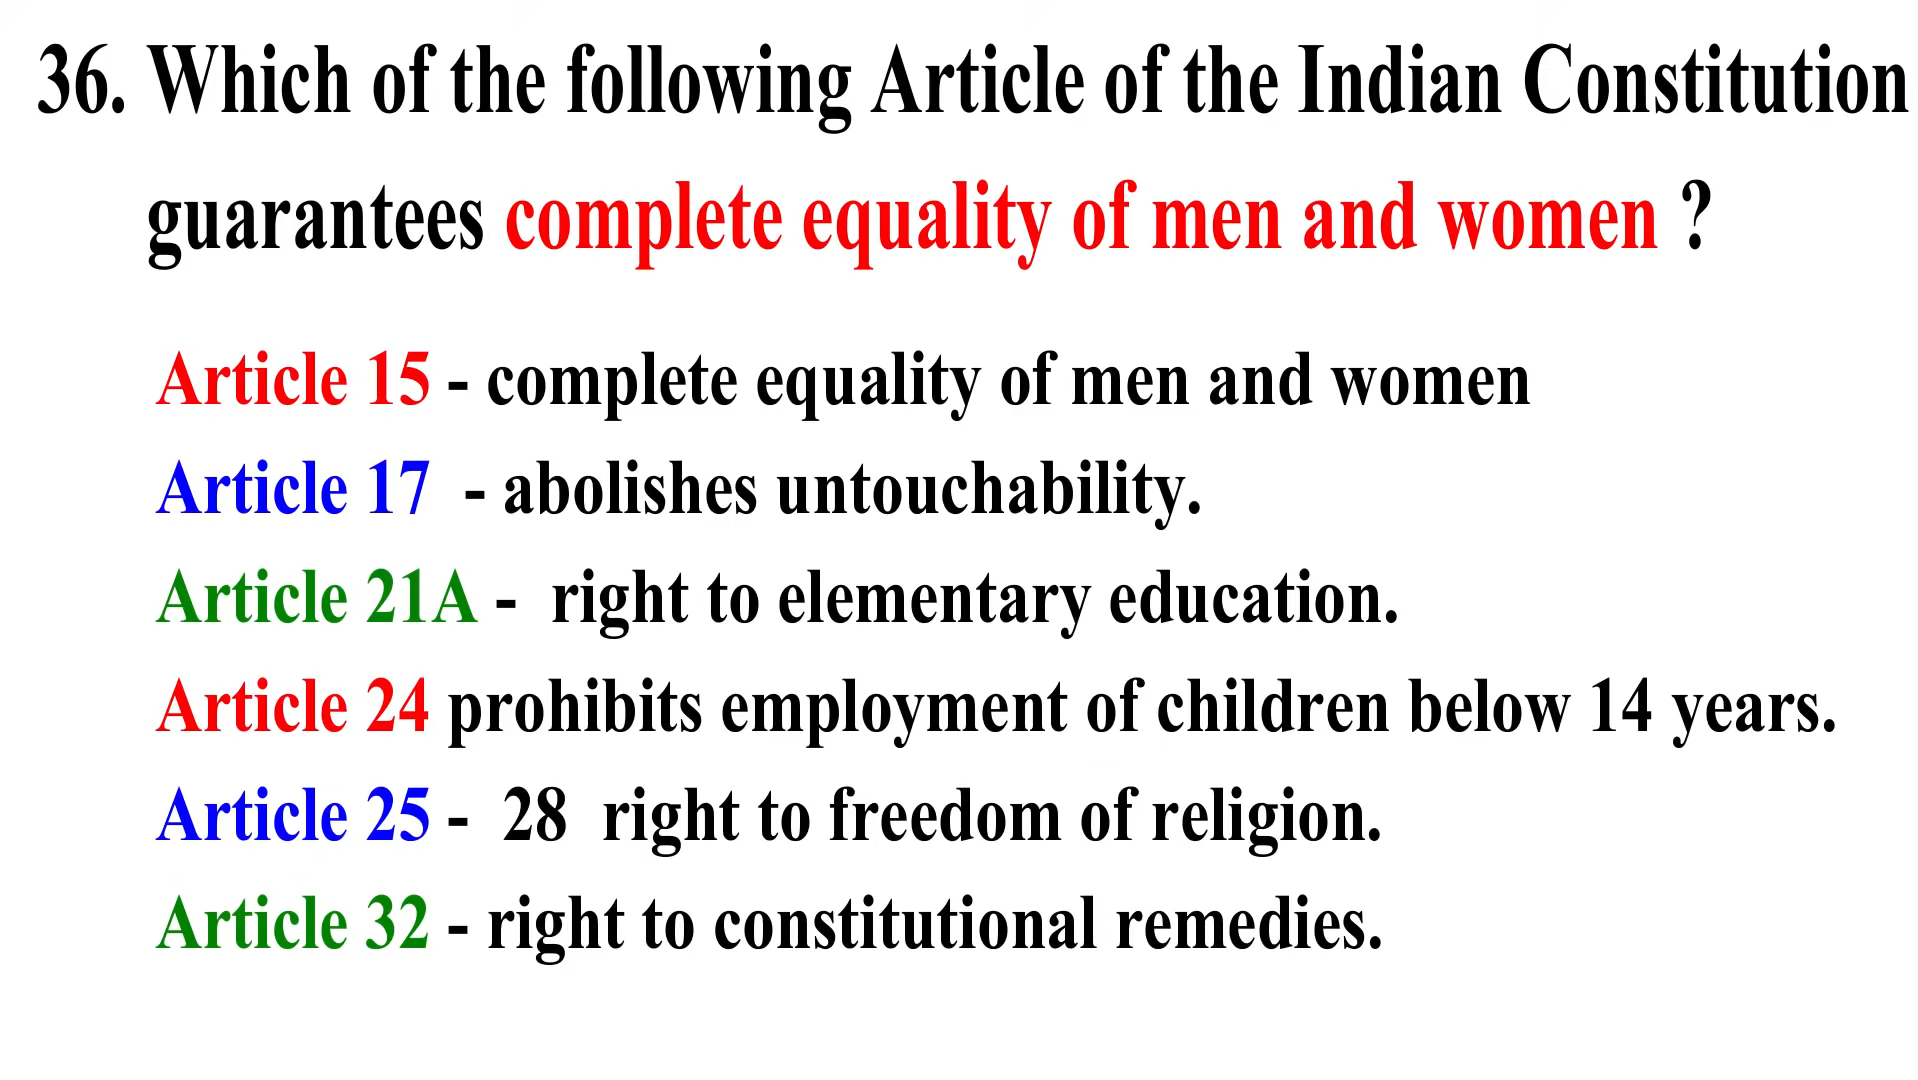 36. Which of the following Article of the Indian Constitution
guarantees complete equality of men and women ?
Article 15 - complete equality of men and women
Article 17 - abolishes untouchability.
Article 21A - right to elementary education.
Article 24 prohibits employment of children below 14 years.
Article 25 - 28 right to freedom of religion.
Article 32 - right to constitutional remedies.